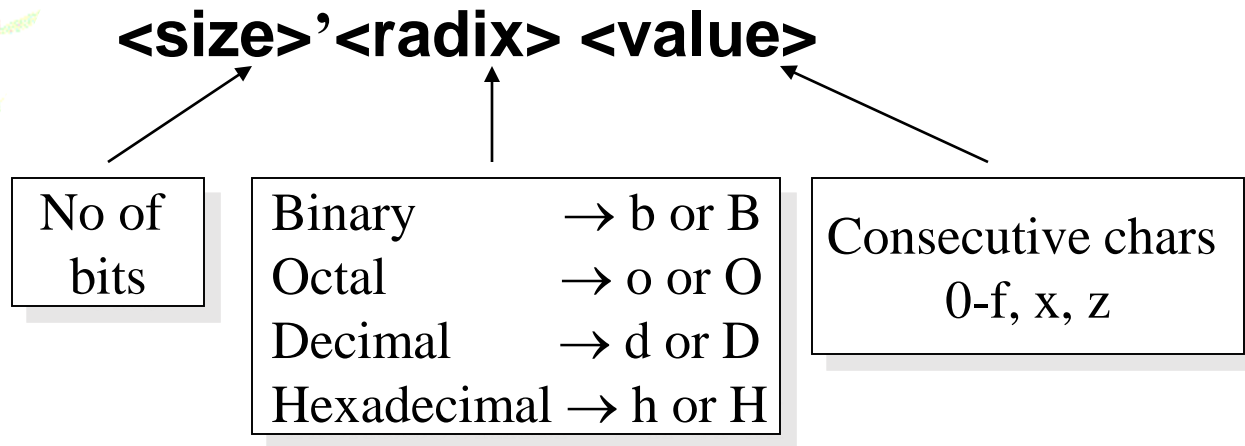 <size>’<radix> <value>
No of
bits
Binary → b or B
Octal → o or O
Decimal → d or D
Hexadecimal → h or H
Consecutive chars
0-f, x, z